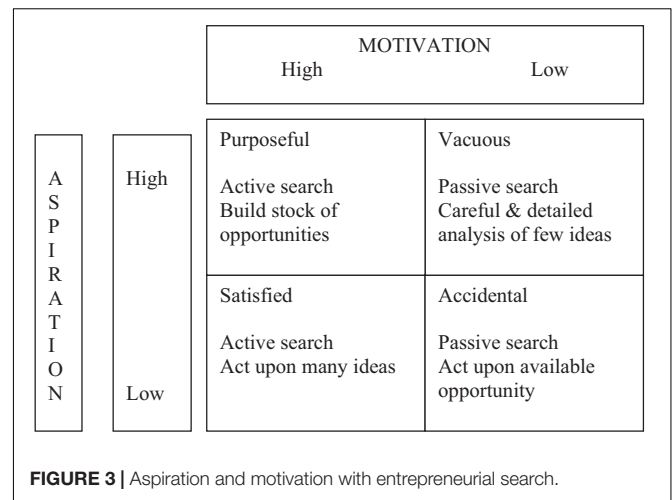 MOTIVATION
High Low
A
S
P
I
R
A
T
I
O
N
High
Low
Purposeful
Active search
Build stock of
opportunities
Vacuous
Passive search
Careful & detailed
analysis of few ideas
Satisfied
Active search
Act upon many ideas
Accidental
Passive search
Act upon available
opportunity
FIGURE 3 | Aspiration and motivation with entrepreneurial search.